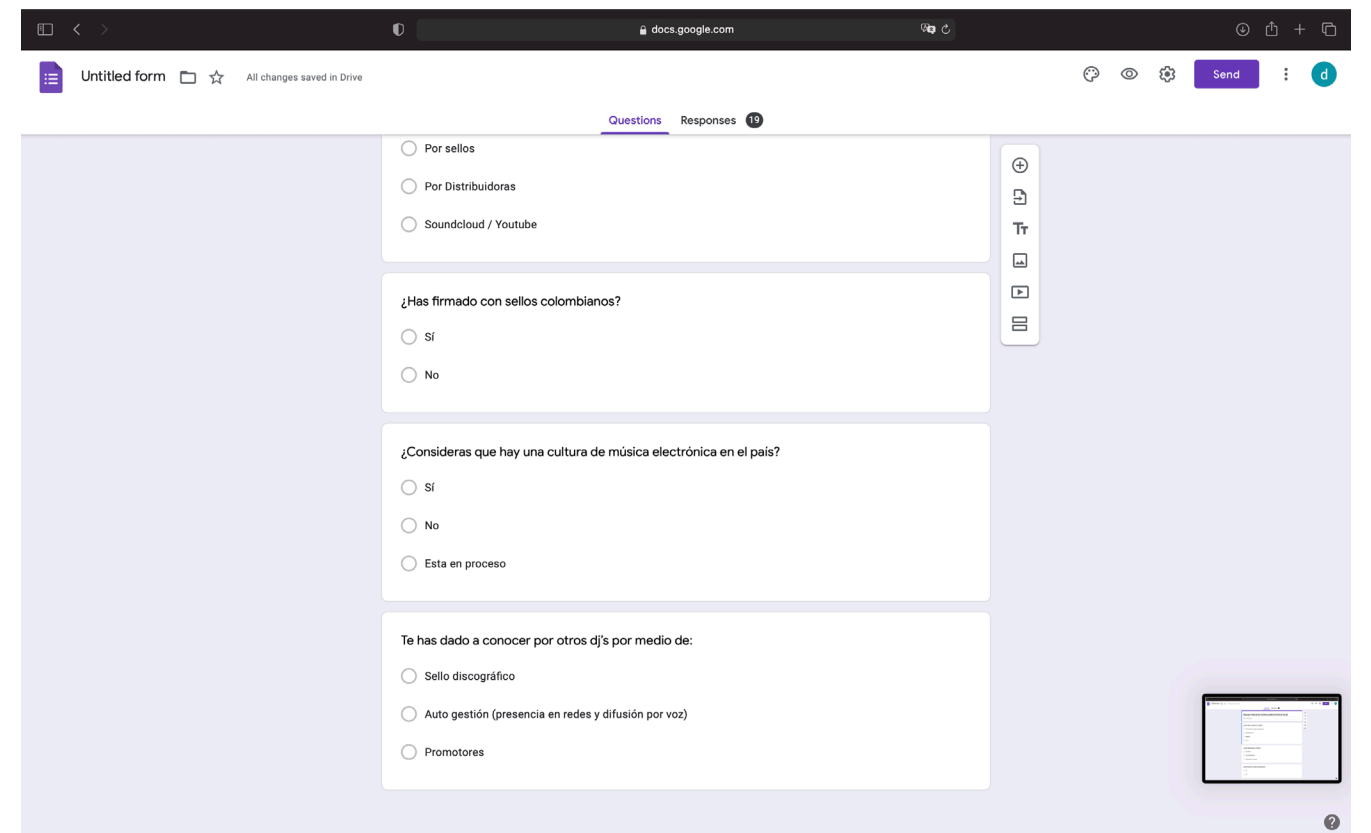 docs.google.com
Untitled form
All changes saved in Drive
Send
d
Questions
Responses 19
Por sellos
Por Distribuidoras
Soundcloud / Youtube
Tт
¿Has firmado con sellos colombianos?
Sí
No
¿Consideras que hay una cultura de música electrónica en el país?
Sí
No
Esta en proceso
Te has dado a conocer por otros dj's por medio de:
Sello discográfico
Auto gestión (presencia en redes y difusión por voz)
Promotores
?